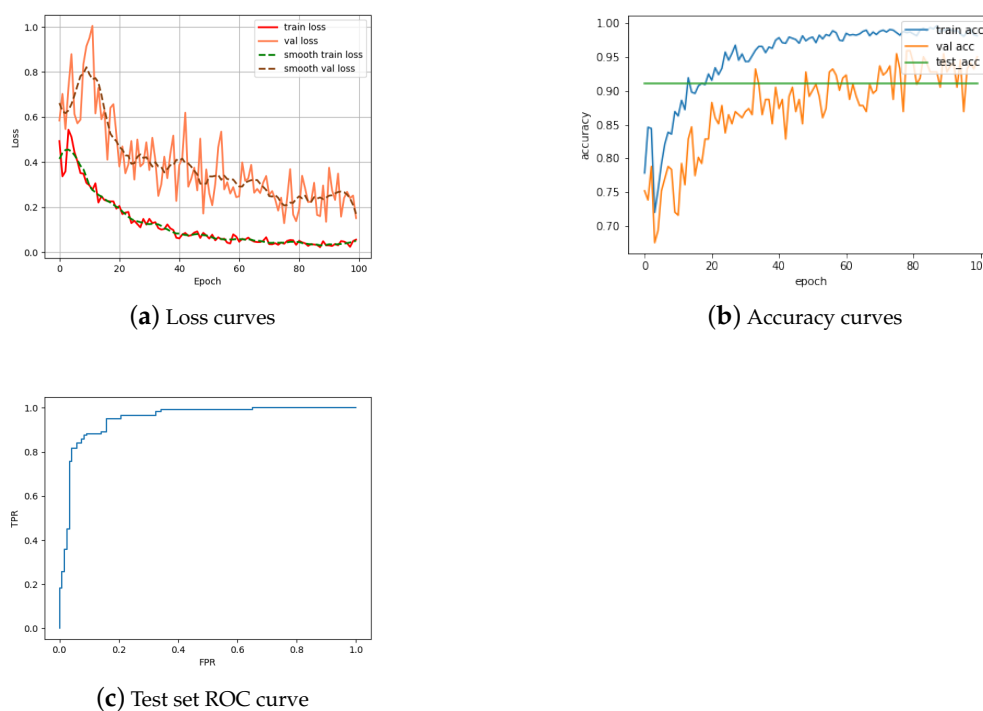 1.0
0.8
0.6
0.4
0.2
0.0
Loss
0 20 40 60 80 100
Epoch
train loss
val loss
smooth train loss
smooth val loss
(a) Loss curves
1.00
0.95
0.90
0.85
0.80
0.75
0.70
accuracy
0 20 40 60 80
epoch
train acc
val acc
test_acc
(b) Accuracy curves
1.0
0.8
0.6
0.4
0.2
0.0
TPR
0.0 0.2 0.4 0.6 0.8 1.0
FPR
(c) Test set ROC curve